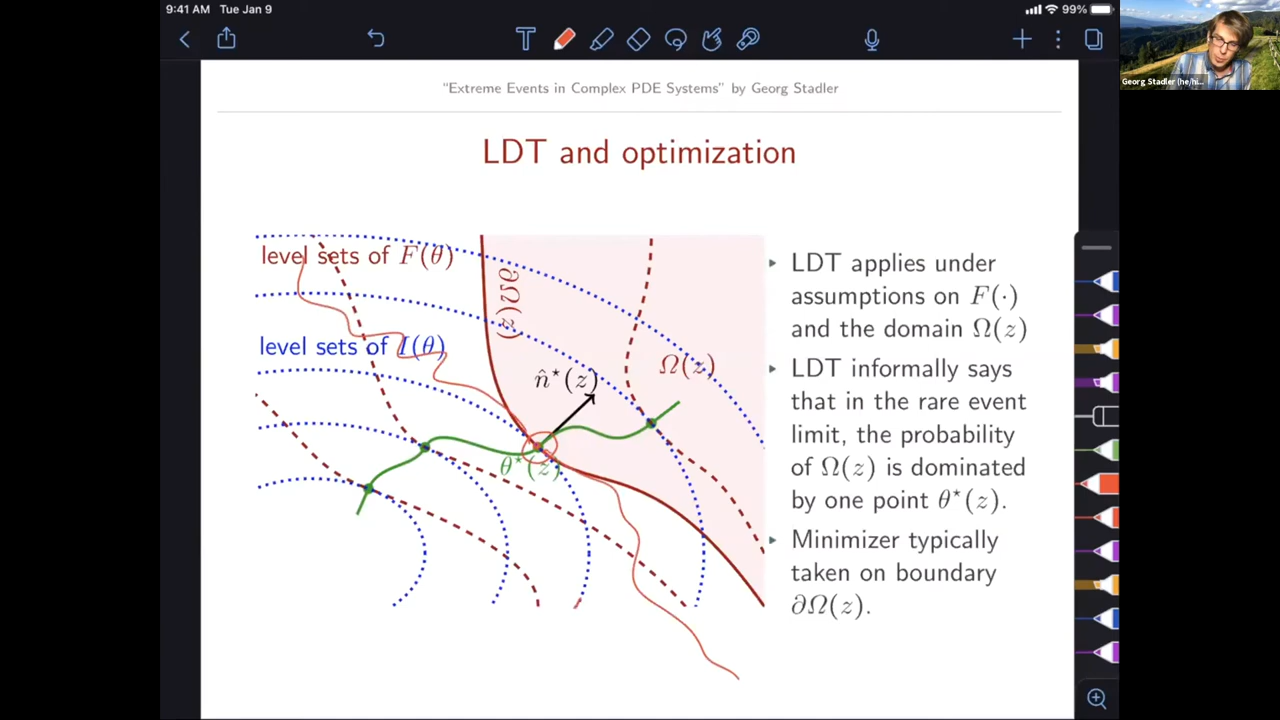 9:41 AM Tue Jan 9
99%
Georg Stadler (he/hi...
"Extreme Events in Complex PDE Systems" by Georg Stadler
LDT and optimization
level sets of F(θ)
∂Ω(z)
level sets of I(θ)
Ω(z)
n̂⋆(z)
θ⋆(z)
▸ LDT applies under
assumptions on F(·)
and the domain Ω(z)
▸ LDT informally says
that in the rare event
limit, the probability
of Ω(z) is dominated
by one point θ⋆(z).
▸ Minimizer typically
taken on boundary
∂Ω(z).